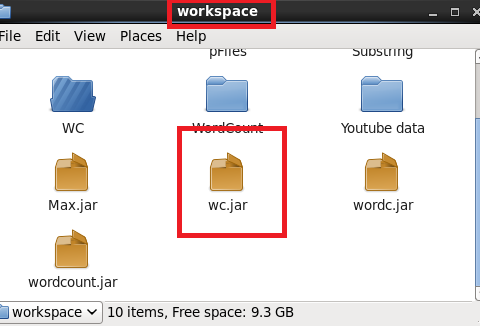 workspace
File Edit View Places Help
pFiles Substring
WC WordCount Youtube data
Max.jar wc.jar wordc.jar
wordcount.jar
workspace 10 items, Free space: 9.3 GB